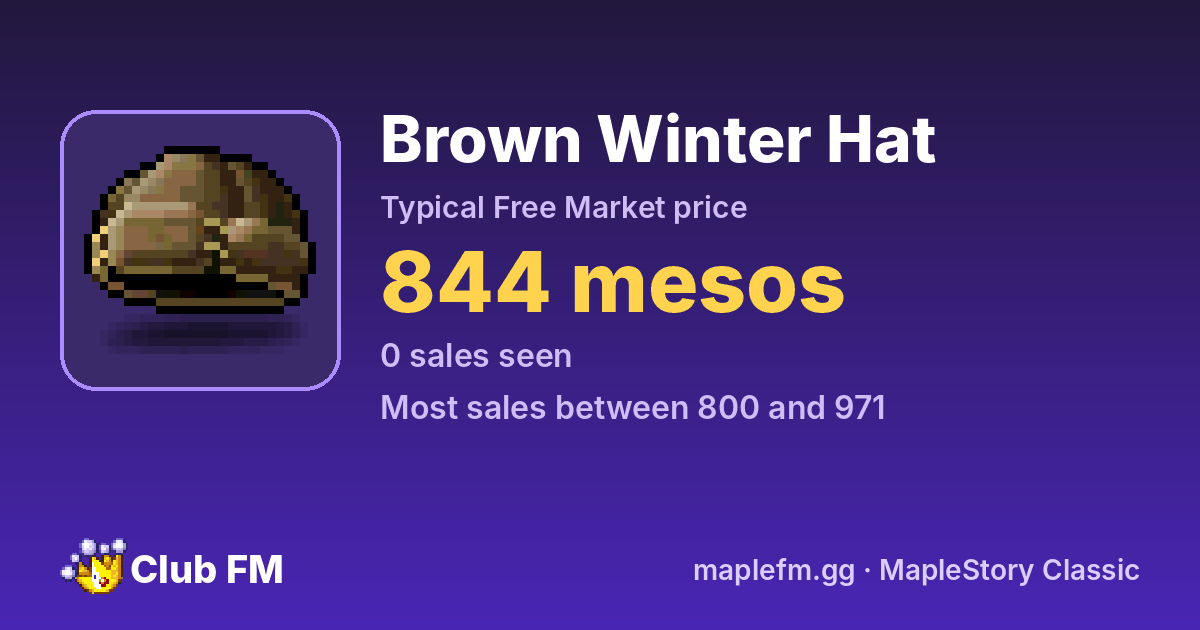 Brown Winter Hat
Typical Free Market price
844 mesos
0 sales seen
Most sales between 800 and 971
Club FM
maplefm.gg · MapleStory Classic